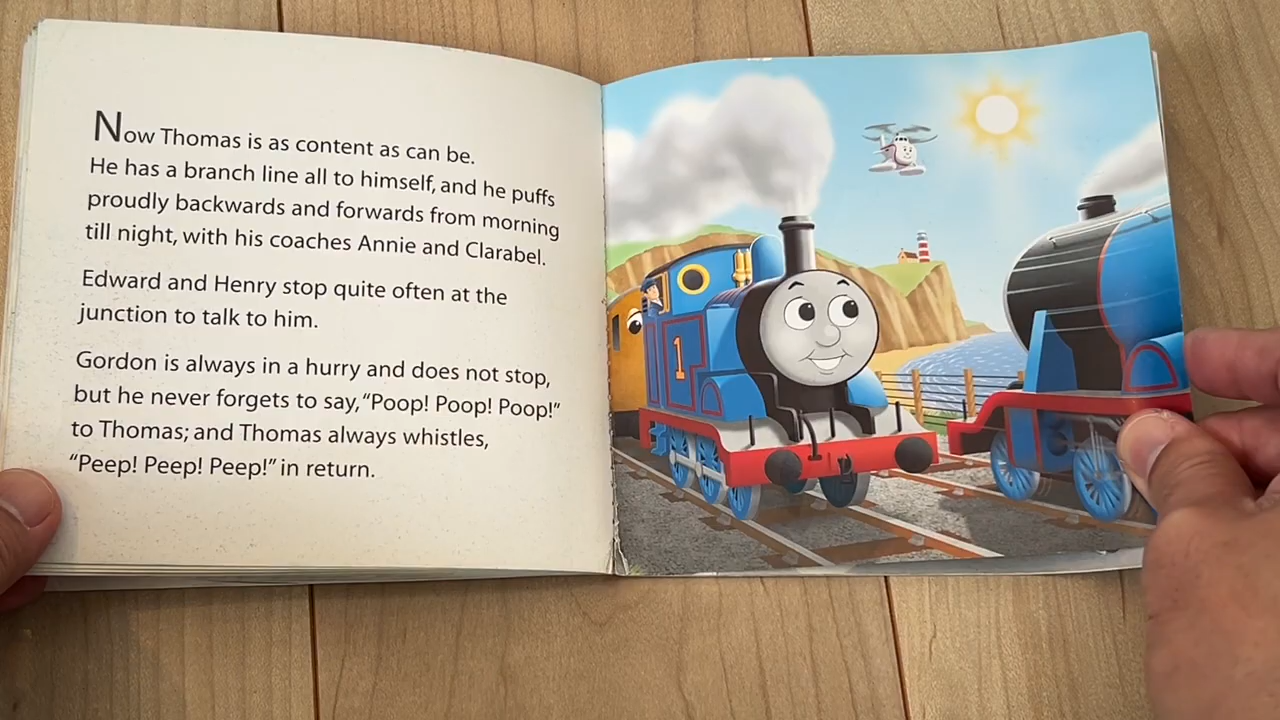 Now Thomas is as content as can be.
He has a branch line all to himself, and he puffs
proudly backwards and forwards from morning
till night, with his coaches Annie and Clarabel.
Edward and Henry stop quite often at the
junction to talk to him.
Gordon is always in a hurry and does not stop,
but he never forgets to say, “Poop! Poop! Poop!”
to Thomas; and Thomas always whistles,
“Peep! Peep! Peep!” in return.
1